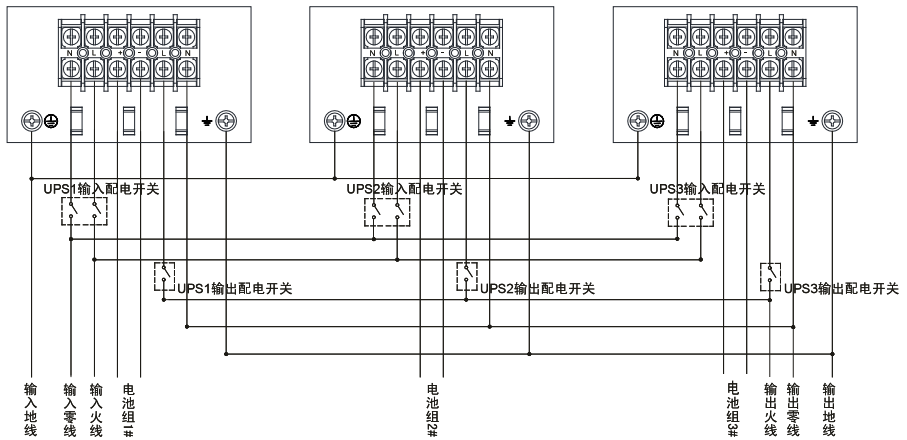 N L + - L N
N L + - L N
N L + - L N
UPS1输入配电开关
UPS2输入配电开关
UPS3输入配电开关
UPS1输出配电开关
UPS2输出配电开关
UPS3输出配电开关
输入地线
输入零线
输入火线
电池组1#
电池组2#
电池组3#
输出火线
输出零线
输出地线